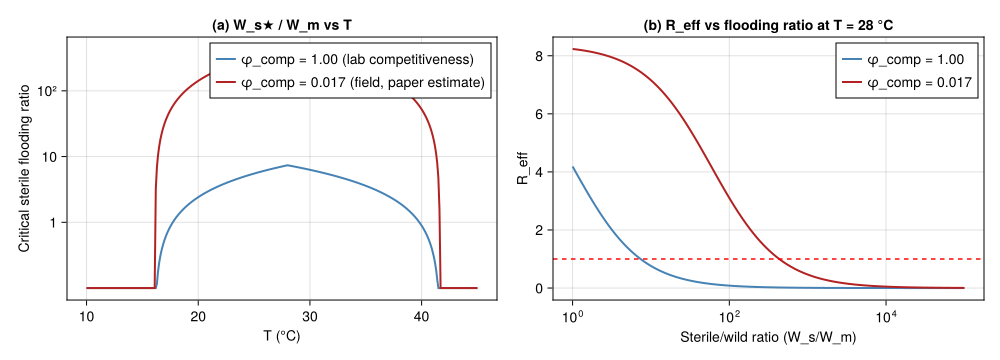 (a) W_s★ / W_m vs T
Critical sterile flooding ratio
10²
10
1
φ_comp = 1.00 (lab competitiveness)
φ_comp = 0.017 (field, paper estimate)
10
20
30
40
T (°C)
(b) R_eff vs flooding ratio at T = 28 °C
R_eff
8
6
4
2
0
φ_comp = 1.00
φ_comp = 0.017
10⁰
10²
10⁴
Sterile/wild ratio (W_s/W_m)